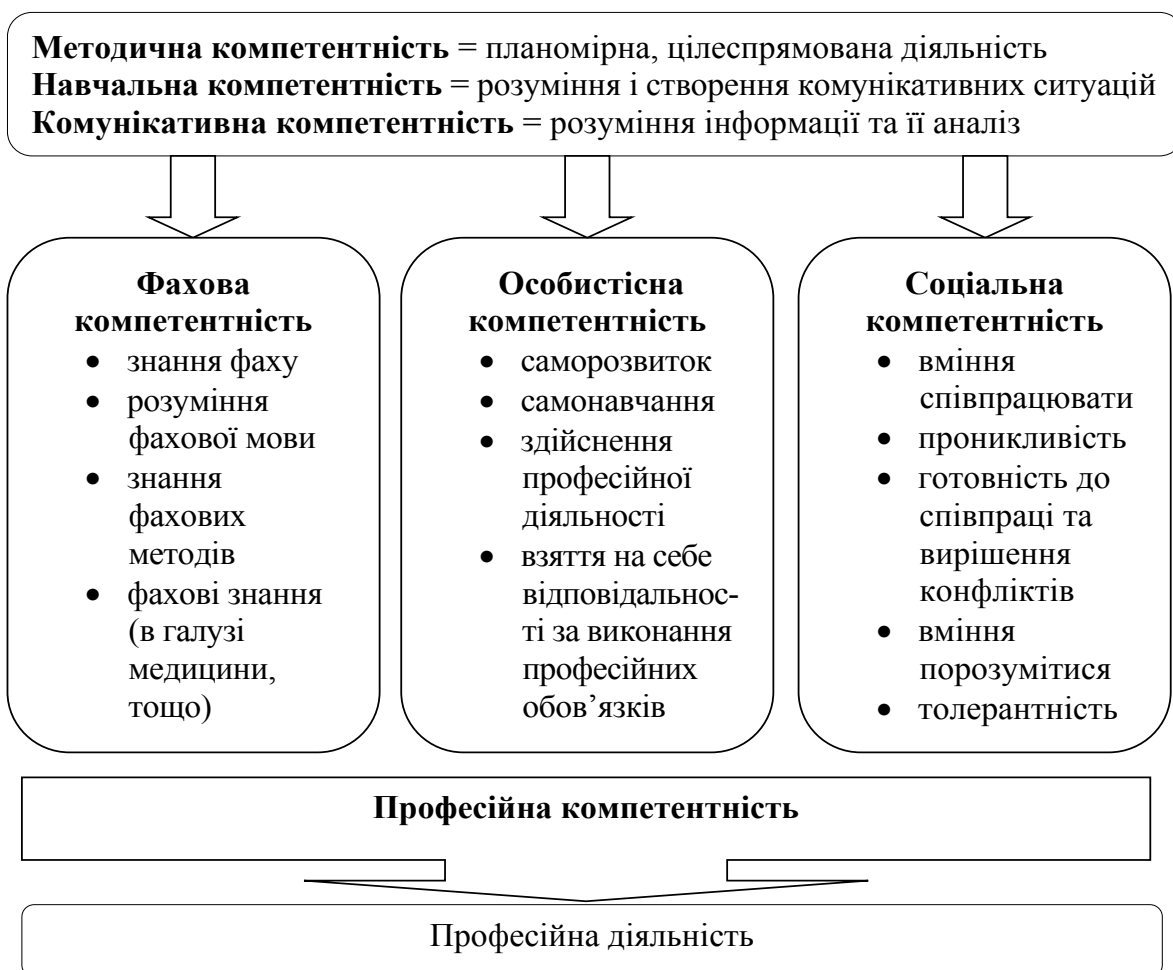 Методична компетентність = планомірна, цілеспрямована діяльність
Навчальна компетентність = розуміння і створення комунікативних ситуацій
Комунікативна компетентність = розуміння інформації та її аналіз
Фахова
компетентність
• знання фаху
• розуміння
фахової мови
• знання
фахових
методів
• фахові знання
(в галузі
медицини,
тощо)
Особистісна
компетентність
• саморозвиток
• самонавчання
• здійснення
професійної
діяльності
• взяття на себе
відповідальнос-
ті за виконання
професійних
обов’язків
Соціальна
компетентність
• вміння
співпрацювати
• проникливість
• готовність до
співпраці та
вирішення
конфліктів
• вміння
порозумітися
• толерантність
Професійна компетентність
Професійна діяльність